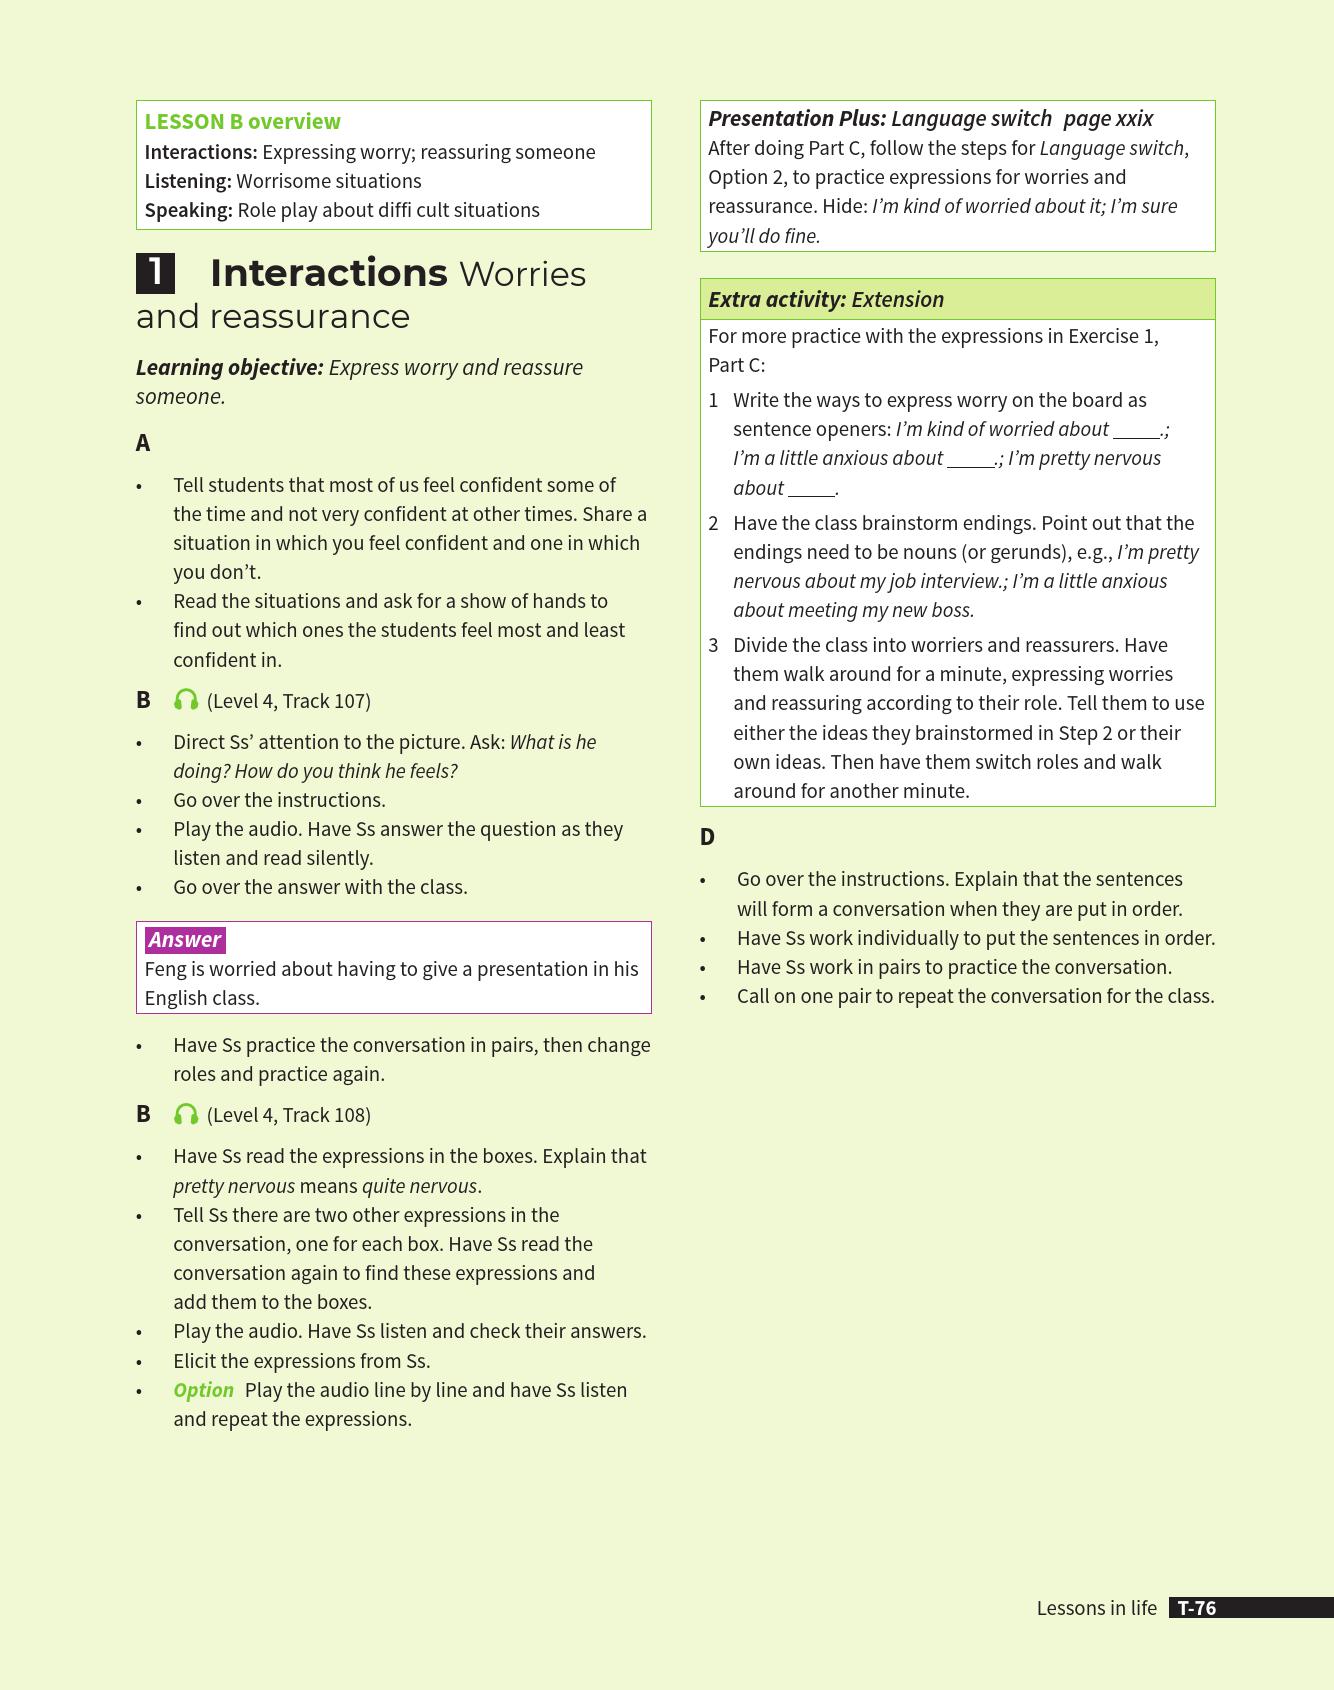 LESSON B overview
Interactions: Expressing worry; reassuring someone
Listening: Worrisome situations
Speaking: Role play about diffi cult situations
1 Interactions Worries
and reassurance
Learning objective: Express worry and reassure
someone.
A
• Tell students that most of us feel confident some of
the time and not very confident at other times. Share a
situation in which you feel confident and one in which
you don’t.
• Read the situations and ask for a show of hands to
find out which ones the students feel most and least
confident in.
B (Level 4, Track 107)
• Direct Ss’ attention to the picture. Ask: What is he
doing? How do you think he feels?
• Go over the instructions.
• Play the audio. Have Ss answer the question as they
listen and read silently.
• Go over the answer with the class.
Answer
Feng is worried about having to give a presentation in his
English class.
• Have Ss practice the conversation in pairs, then change
roles and practice again.
B (Level 4, Track 108)
• Have Ss read the expressions in the boxes. Explain that
pretty nervous means quite nervous.
• Tell Ss there are two other expressions in the
conversation, one for each box. Have Ss read the
conversation again to find these expressions and
add them to the boxes.
• Play the audio. Have Ss listen and check their answers.
• Elicit the expressions from Ss.
• Option Play the audio line by line and have Ss listen
and repeat the expressions.
Presentation Plus: Language switch page xxix
After doing Part C, follow the steps for Language switch,
Option 2, to practice expressions for worries and
reassurance. Hide: I’m kind of worried about it; I’m sure
you’ll do fine.
Extra activity: Extension
For more practice with the expressions in Exercise 1,
Part C:
1 Write the ways to express worry on the board as
sentence openers: I’m kind of worried about _____.;
I’m a little anxious about _____.; I’m pretty nervous
about _____.
2 Have the class brainstorm endings. Point out that the
endings need to be nouns (or gerunds), e.g., I’m pretty
nervous about my job interview.; I’m a little anxious
about meeting my new boss.
3 Divide the class into worriers and reassurers. Have
them walk around for a minute, expressing worries
and reassuring according to their role. Tell them to use
either the ideas they brainstormed in Step 2 or their
own ideas. Then have them switch roles and walk
around for another minute.
D
• Go over the instructions. Explain that the sentences
will form a conversation when they are put in order.
• Have Ss work individually to put the sentences in order.
• Have Ss work in pairs to practice the conversation.
• Call on one pair to repeat the conversation for the class.
Lessons in life T-76